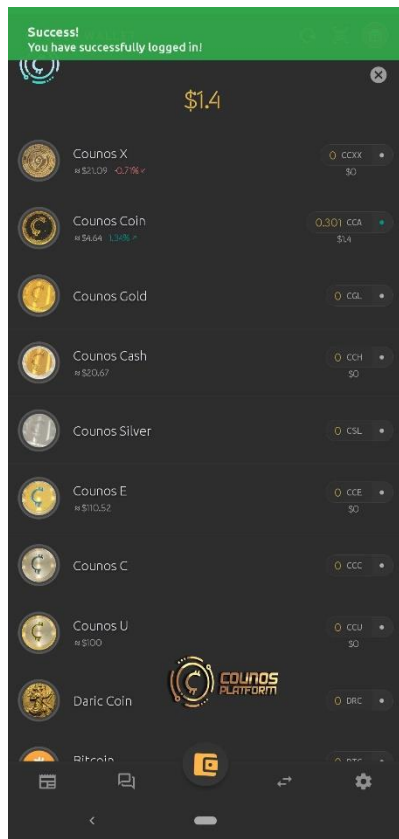 Success!
You have successfully logged in!
$1.4
Counos X
0 CCXX
≈ $21.09 -0.71%
$0
Counos Coin
0.301 CCA
≈ $4.64 1.34%
$1.4
Counos Gold
0 CGL
Counos Cash
0 CCH
≈ $20.67
$0
Counos Silver
0 CSL
Counos E
0 CCE
≈ $110.52
$0
Counos C
0 CCC
Counos U
0 CCU
≈ $100
$0
COUNOS
PLATFORM
Daric Coin
0 DRC
Bitcoin
0 BTC